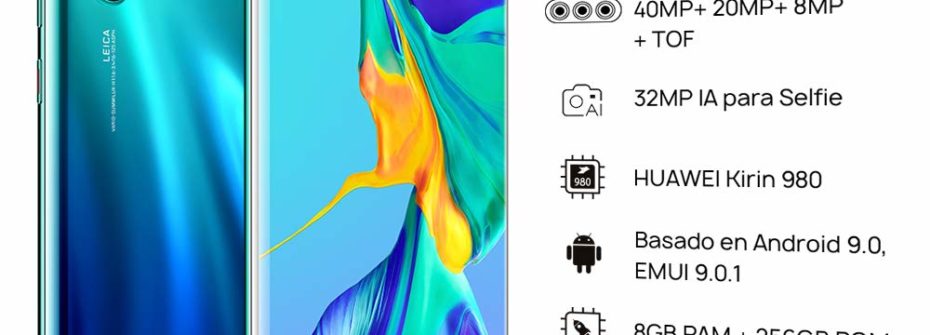 LEICA
40MP+ 20MP+ 8MP
+ TOF
AI
32MP IA para Selfie
980
HUAWEI Kirin 980
Basado en Android 9.0,
EMUI 9.0.1
8GB RAM + 256GB ROM